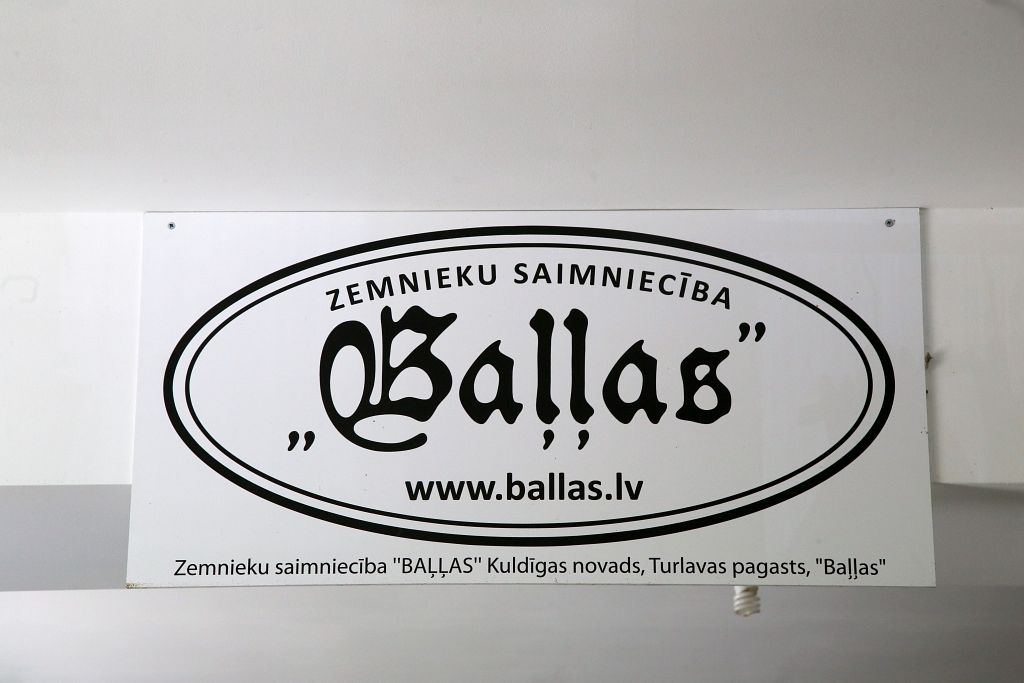 ZEMNIEKU SAIMNIECĪBA
„Baļļas”
www.ballas.lv
Zemnieku saimniecība "BAĻĻAS" Kuldīgas novads, Turlavas pagasts, "Baļļas"